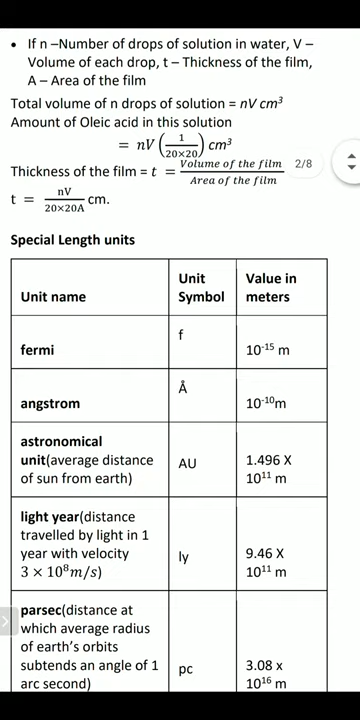 • If n –Number of drops of solution in water, V –
Volume of each drop, t – Thickness of the film,
A – Area of the film
Total volume of n drops of solution = nV cm³
Amount of Oleic acid in this solution
= nV (1/20×20) cm³
Thickness of the film = t = Volume of the film / Area of the film
2/8
t = nV/20×20A cm.
Special Length units
Unit name
Unit Symbol
Value in meters
fermi
f
10⁻¹⁵ m
angstrom
Å
10⁻¹⁰m
astronomical
unit(average distance
of sun from earth)
AU
1.496 X
10¹¹ m
light year(distance
travelled by light in 1
year with velocity
3 × 10⁸m/s)
ly
9.46 X
10¹¹ m
parsec(distance at
which average radius
of earth's orbits
subtends an angle of 1
arc second)
pc
3.08 x
10¹⁶ m